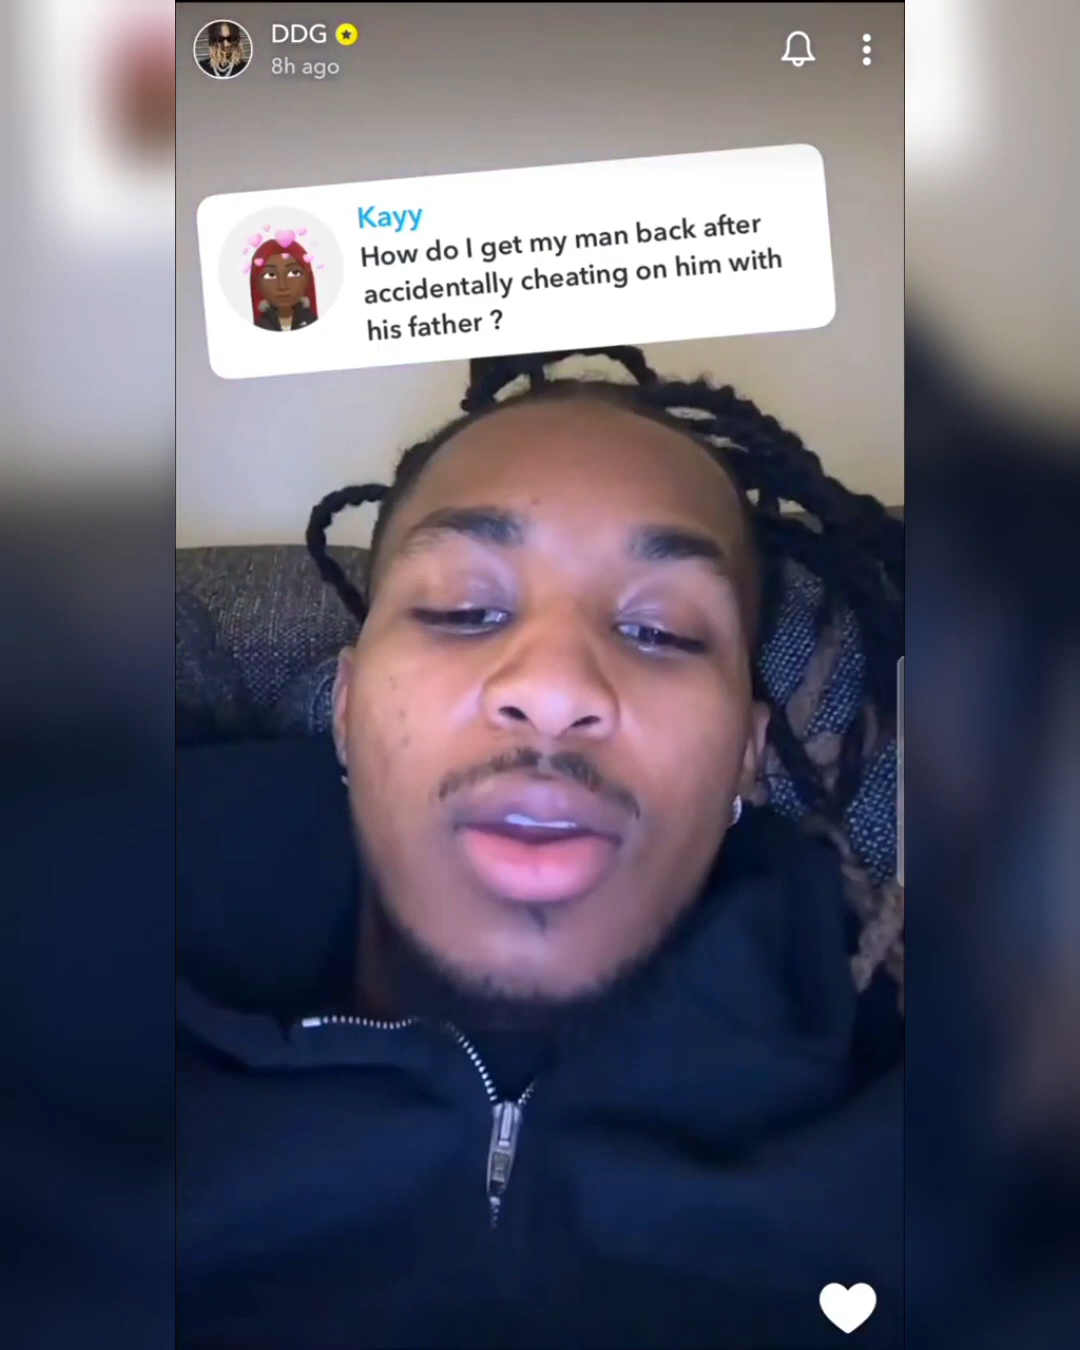 DDG
8h ago
Kayy
How do I get my man back after
accidentally cheating on him with
his father ?